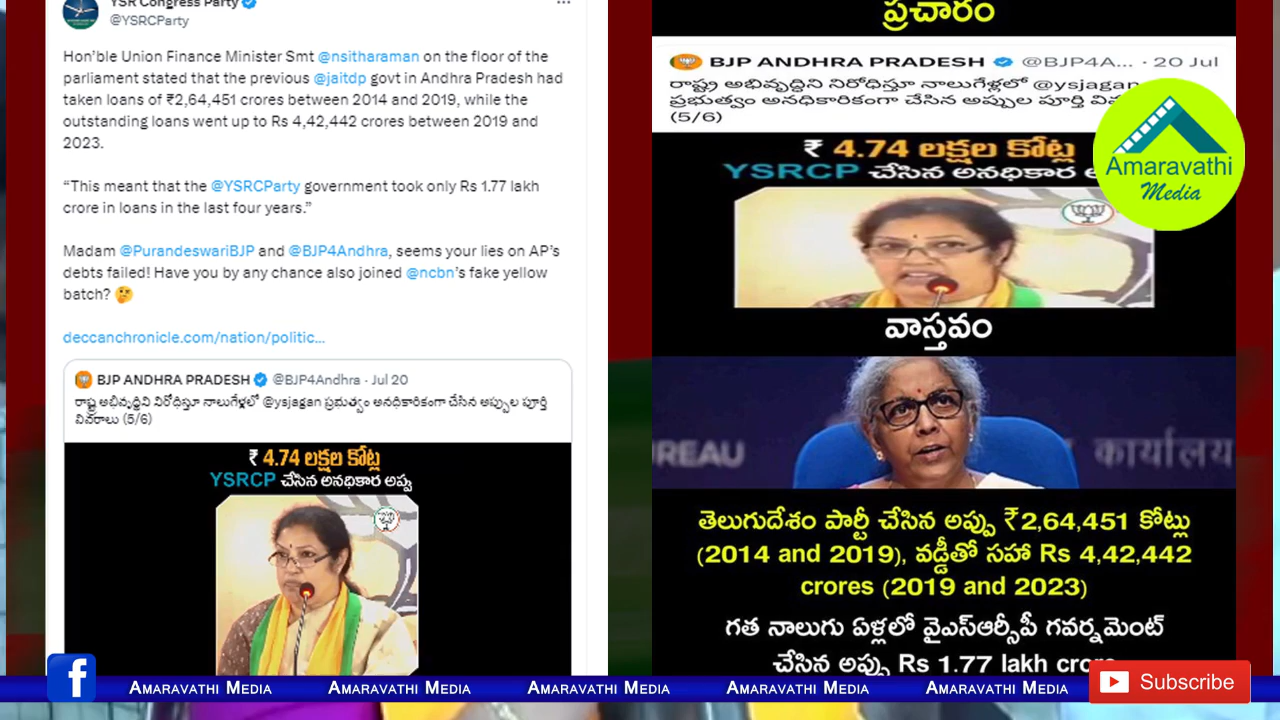 YSR Congress Party
@YSRCParty
Hon'ble Union Finance Minister Smt @nsitharaman on the floor of the
parliament stated that the previous @jaitdp govt in Andhra Pradesh had
taken loans of ₹2,64,451 crores between 2014 and 2019, while the
outstanding loans went up to Rs 4,42,442 crores between 2019 and
2023.
“This meant that the @YSRCParty government took only Rs 1.77 lakh
crore in loans in the last four years.”
Madam @PurandeswariBJP and @BJP4Andhra, seems your lies on AP's
debts failed! Have you by any chance also joined @ncbn's fake yellow
batch? 🤔
deccanchronicle.com/nation/politic...
BJP ANDHRA PRADESH @BJP4Andhra · Jul 20
రాష్ట్ర అభివృద్ధిని నిరోధిస్తూ నాలుగేళ్లలో @ysjagan ప్రభుత్వం అనధికారికంగా చేసిన అప్పుల పూర్తి
వివరాలు (5/6)
₹ 4.74 లక్షల కోట్ల
YSRCP చేసిన అనధికార అప్పు
ప్రచారం
BJP ANDHRA PRADESH @BJP4A... · 20 Jul
రాష్ట్ర అభివృద్ధిని నిరోధిస్తూ నాలుగేళ్లలో @ysjagan
ప్రభుత్వం అనధికారికంగా చేసిన అప్పుల పూర్తి
(5/6)
₹ 4.74 లక్షల కోట్ల
YSRCP చేసిన అనధికార
Amaravathi
Media
వాస్తవం
BUREAU
कार्यालय
తెలుగుదేశం పార్టీ చేసిన అప్పు ₹2,64,451 కోట్లు
(2014 and 2019), వడ్డీతో సహా Rs 4,42,442
crores (2019 and 2023)
గత నాలుగు ఏళ్లలో వైఎస్ఆర్సీపీ గవర్నమెంట్
చేసిన అప్పు Rs 1.77 lakh crore
f
Amaravathi Media Amaravathi Media Amaravathi Media Amaravathi Media Amaravathi Media
Subscribe